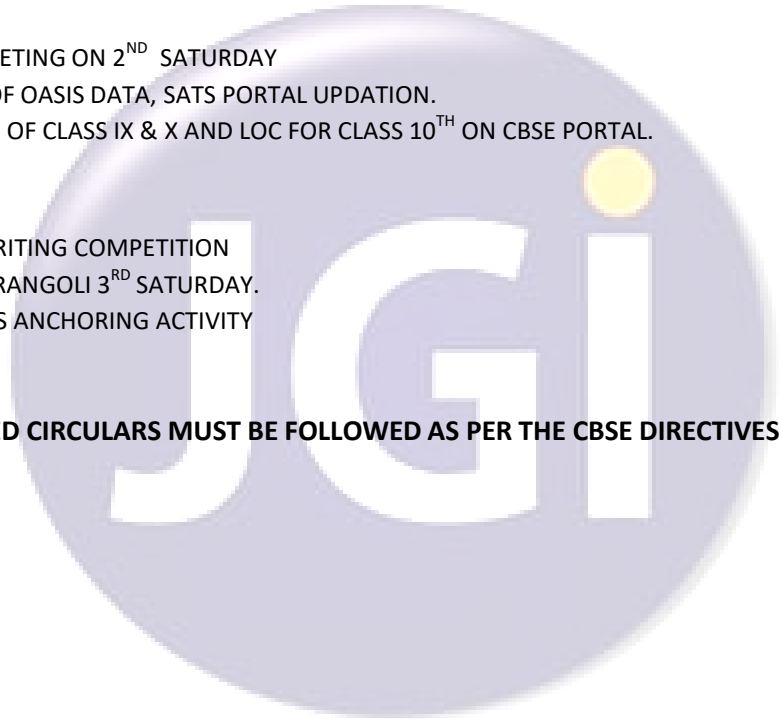 ETING ON 2ND SATURDAY
OF OASIS DATA, SATS PORTAL UPDATION.
OF CLASS IX & X AND LOC FOR CLASS 10TH ON CBSE PORTAL.
RITING COMPETITION
RANGOLI 3RD SATURDAY.
S ANCHORING ACTIVITY
ED CIRCULARS MUST BE FOLLOWED AS PER THE CBSE DIRECTIVES
JGi